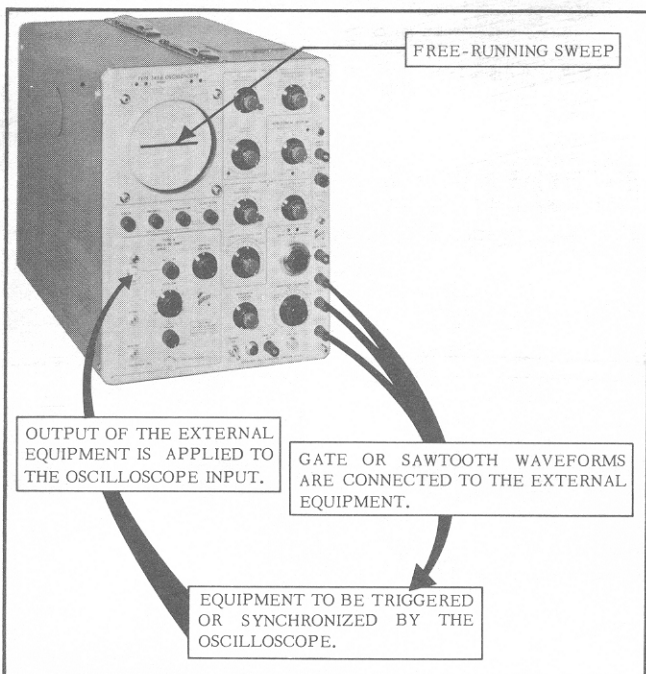 FREE-RUNNING SWEEP
OUTPUT OF THE EXTERNAL
EQUIPMENT IS APPLIED TO
THE OSCILLOSCOPE INPUT.
GATE OR SAWTOOTH WAVEFORMS
ARE CONNECTED TO THE EXTERNAL
EQUIPMENT.
EQUIPMENT TO BE TRIGGERED
OR SYNCHRONIZED BY THE
OSCILLOSCOPE.